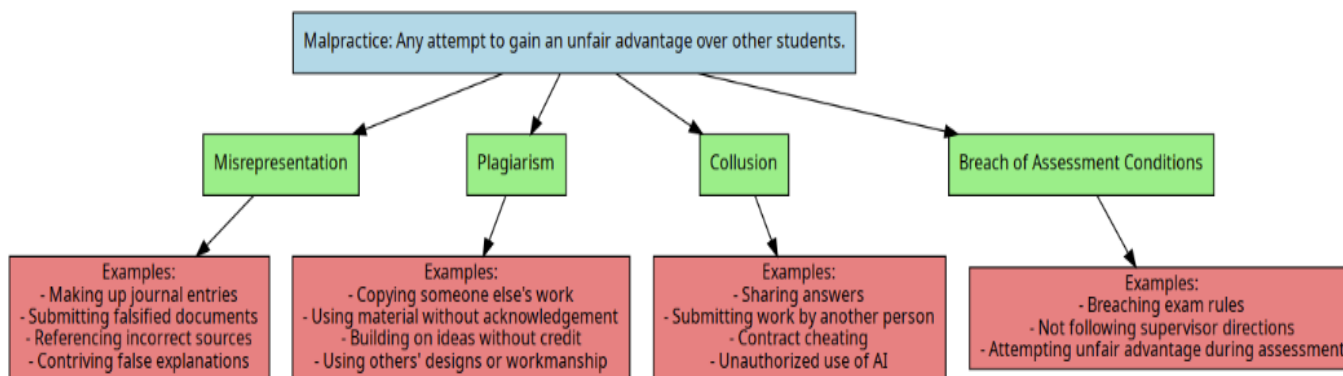 Malpractice: Any attempt to gain an unfair advantage over other students.
Misrepresentation
Plagiarism
Collusion
Breach of Assessment Conditions
Examples:
- Making up journal entries
- Submitting falsified documents
- Referencing incorrect sources
- Contriving false explanations
Examples:
- Copying someone else's work
- Using material without acknowledgement
- Building on ideas without credit
- Using others' designs or workmanship
Examples:
- Sharing answers
- Submitting work by another person
- Contract cheating
- Unauthorized use of AI
Examples:
- Breaching exam rules
- Not following supervisor directions
- Attempting unfair advantage during assessment